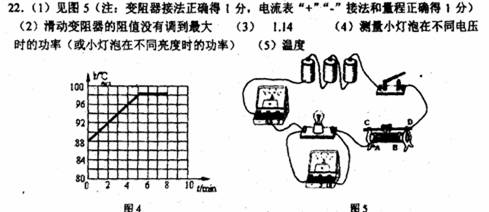 22.(1)见图5(注:变阻器接法正确得1分,电流表“+”“-”接法和量程正确得1分)
(2)滑动变阻器的阻值没有调到最大 (3) 1.14 (4)测量小灯泡在不同电压
时的功率(或小灯泡在不同亮度时的功率) (5)温度
t/℃
100
96
92
88
84
80
0 2 4 6 8 10 t/min
C D
A B
图4 图5